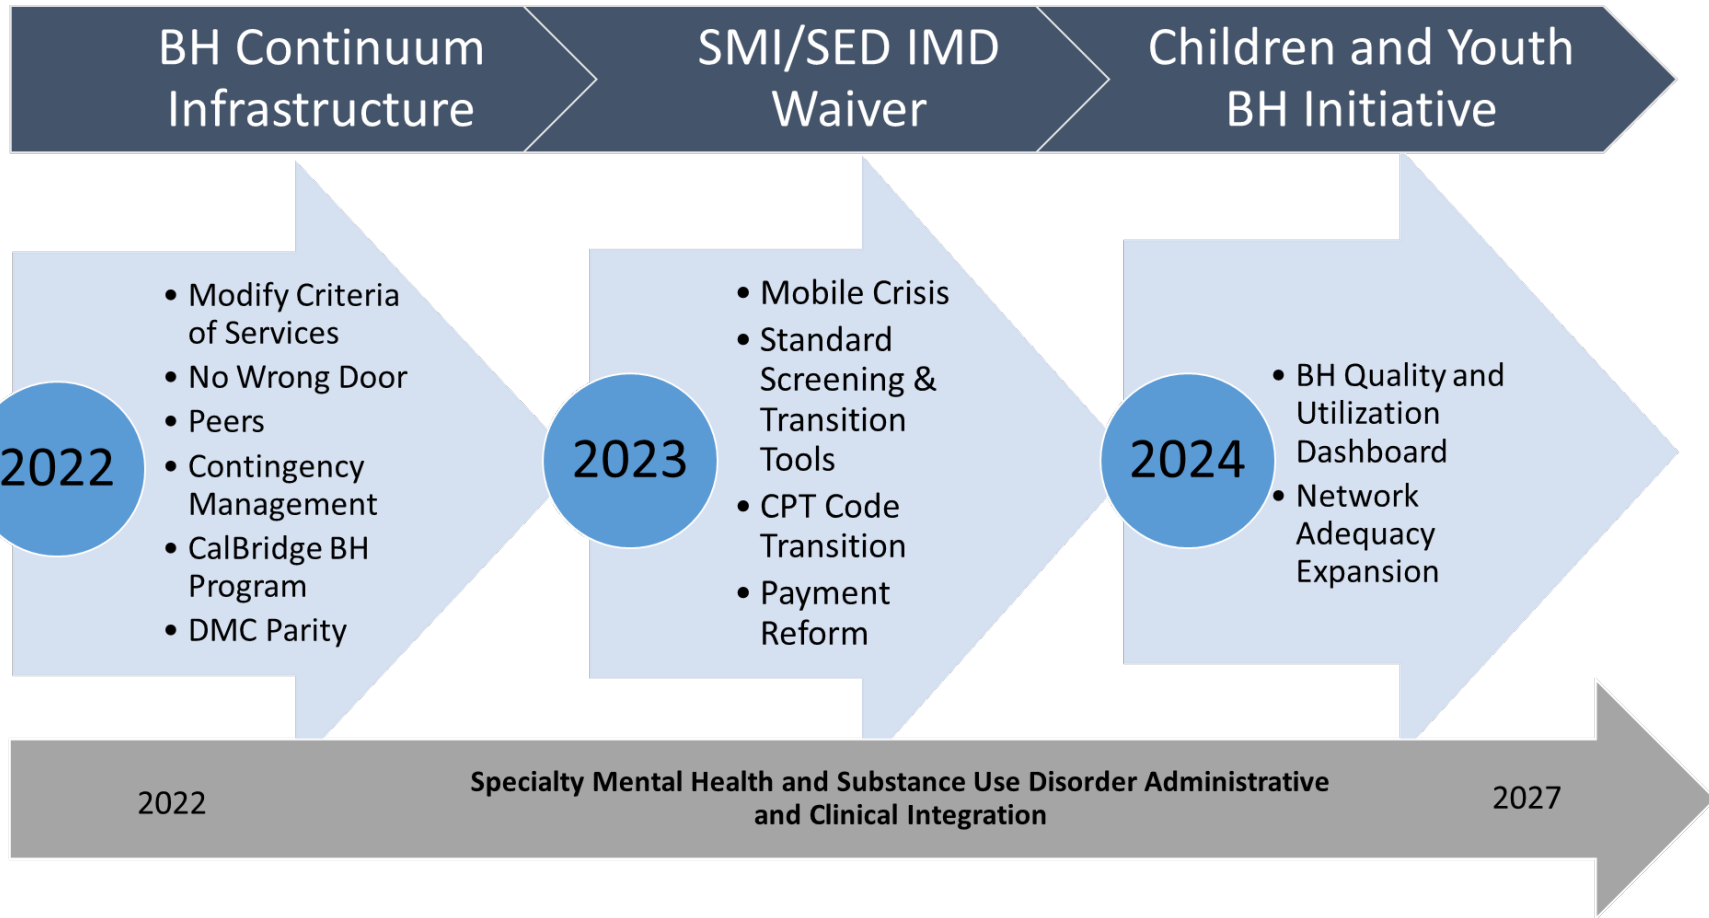 BH Continuum
Infrastructure
SMI/SED IMD
Waiver
Children and Youth
BH Initiative
2022
• Modify Criteria
of Services
• No Wrong Door
• Peers
• Contingency
Management
• CalBridge BH
Program
• DMC Parity
2023
• Mobile Crisis
• Standard
Screening &
Transition
Tools
• CPT Code
Transition
• Payment
Reform
2024
• BH Quality and
Utilization
Dashboard
• Network
Adequacy
Expansion
2022
Specialty Mental Health and Substance Use Disorder Administrative
and Clinical Integration
2027